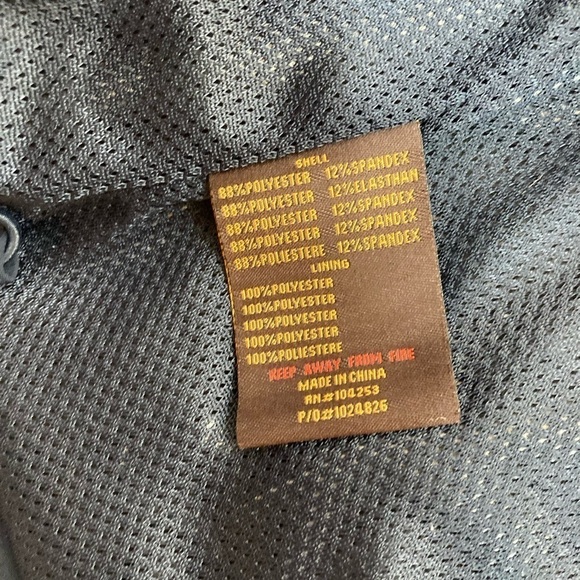 SHELL
88%POLYESTER 12%SPANDEX
88%POLYESTER 12%ELASTHAN
88%POLYESTER 12%SPANDEX
88%POLYESTER 12%SPANDEX
88%POLIESTERE 12%SPANDEX
LINING
100%POLYESTER
100%POLYESTER
100%POLYESTER
100%POLYESTER
100%POLIESTERE
KEEP AWAY FROM FIRE
MADE IN CHINA
RN#104253
P/O#1024826